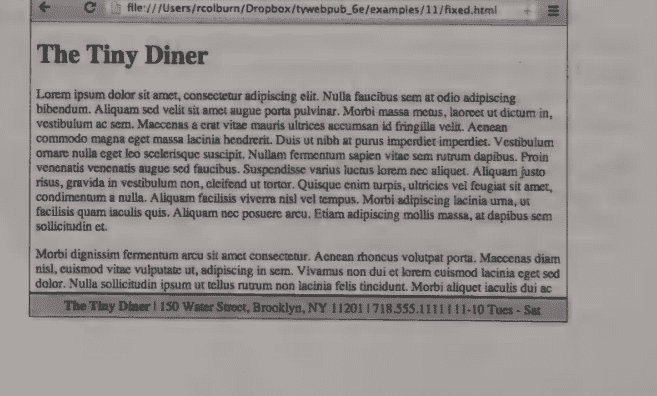 file:///Users/rcolburn/Dropbox/tywebpub_6e/examples/11/fixed.html
The Tiny Diner
Lorem ipsum dolor sit amet, consectetur adipiscing elit. Nulla faucibus sem at odio adipiscing
bibendum. Aliquam sed velit sit amet augue porta pulvinar. Morbi massa metus, laoreet ut dictum in,
vestibulum ac sem. Maecenas a erat vitae mauris ultrices accumsan id fringilla velit. Aenean
commodo magna eget massa lacinia hendrerit. Duis ut nibh at purus imperdiet imperdiet. Vestibulum
ornare nulla eget leo scelerisque suscipit. Nullam fermentum sapien vitae sem rutrum dapibus. Proin
venenatis venenatis augue sed faucibus. Suspendisse varius luctus lorem nec aliquet. Aliquam justo
risus, gravida in vestibulum non, eleifend ut tortor. Quisque enim turpis, ultricies vel feugiat sit amet,
condimentum a nulla. Aliquam facilisis viverra nisl vel tempus. Morbi adipiscing lacinia urna, ut
facilisis quam iaculis quis. Aliquam nec posuere arcu. Etiam adipiscing mollis massa, at dapibus sem
sollicitudin et.
Morbi dignissim fermentum arcu sit amet consectetur. Aenean rhoncus volutpat porta. Maecenas diam
nisl, euismod vitae vulputate ut, adipiscing in sem. Vivamus non dui et lorem euismod lacinia eget sed
dolor. Nulla sollicitudin ipsum ut tellus rutrum non lacinia felis tincidunt. Morbi aliquet iaculis dui ac
The Tiny Diner | 150 Water Street, Brooklyn, NY 11201 | 718.555.1111 | 11-10 Tues - Sat